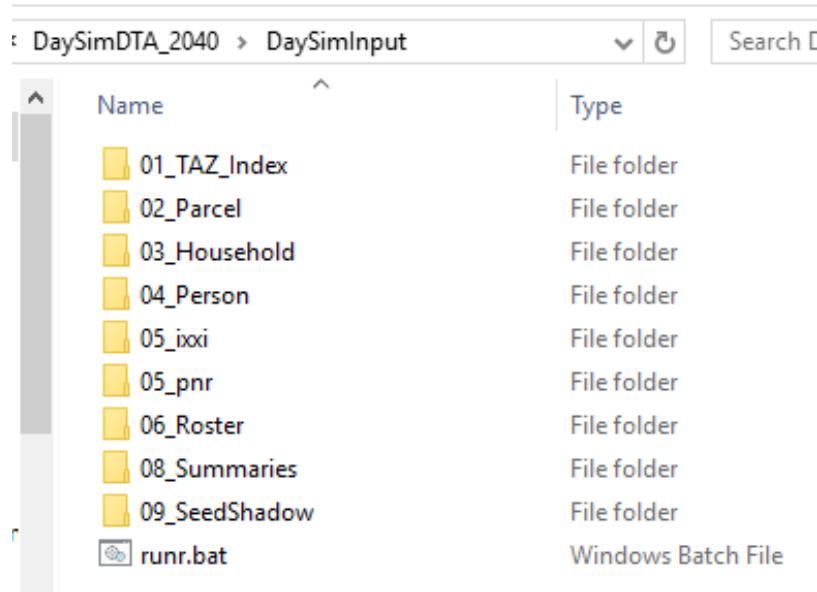 DaySimDTA_2040 > DaySimInput Search
Name Type
01_TAZ_Index File folder
02_Parcel File folder
03_Household File folder
04_Person File folder
05_ixxi File folder
05_pnr File folder
06_Roster File folder
08_Summaries File folder
09_SeedShadow File folder
runr.bat Windows Batch File